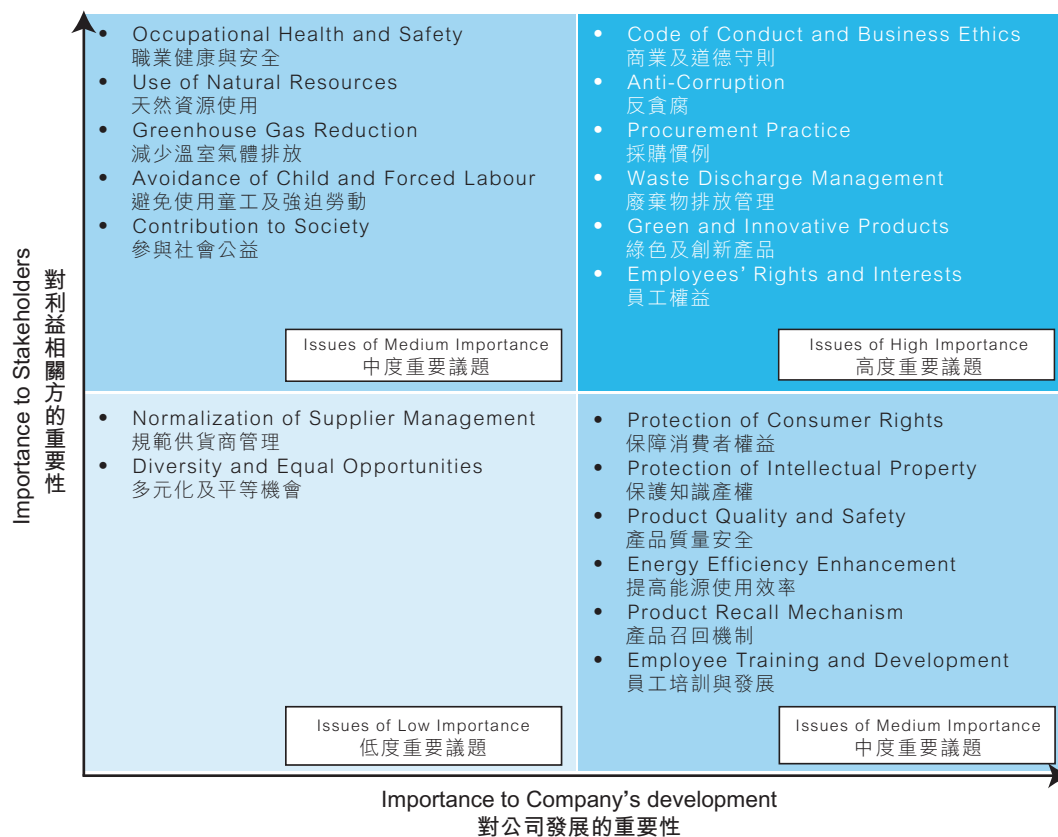 Importance to Stakeholders
對利益相關方的重要性
• Occupational Health and Safety
職業健康與安全
• Use of Natural Resources
天然資源使用
• Greenhouse Gas Reduction
減少溫室氣體排放
• Avoidance of Child and Forced Labour
避免使用童工及強迫勞動
• Contribution to Society
參與社會公益
Issues of Medium Importance
中度重要議題
• Code of Conduct and Business Ethics
商業及道德守則
• Anti-Corruption
反貪腐
• Procurement Practice
採購慣例
• Waste Discharge Management
廢棄物排放管理
• Green and Innovative Products
綠色及創新產品
• Employees’ Rights and Interests
員工權益
Issues of High Importance
高度重要議題
• Normalization of Supplier Management
規範供貨商管理
• Diversity and Equal Opportunities
多元化及平等機會
Issues of Low Importance
低度重要議題
• Protection of Consumer Rights
保障消費者權益
• Protection of Intellectual Property
保護知識產權
• Product Quality and Safety
產品質量安全
• Energy Efficiency Enhancement
提高能源使用效率
• Product Recall Mechanism
產品召回機制
• Employee Training and Development
員工培訓與發展
Issues of Medium Importance
中度重要議題
Importance to Company’s development
對公司發展的重要性